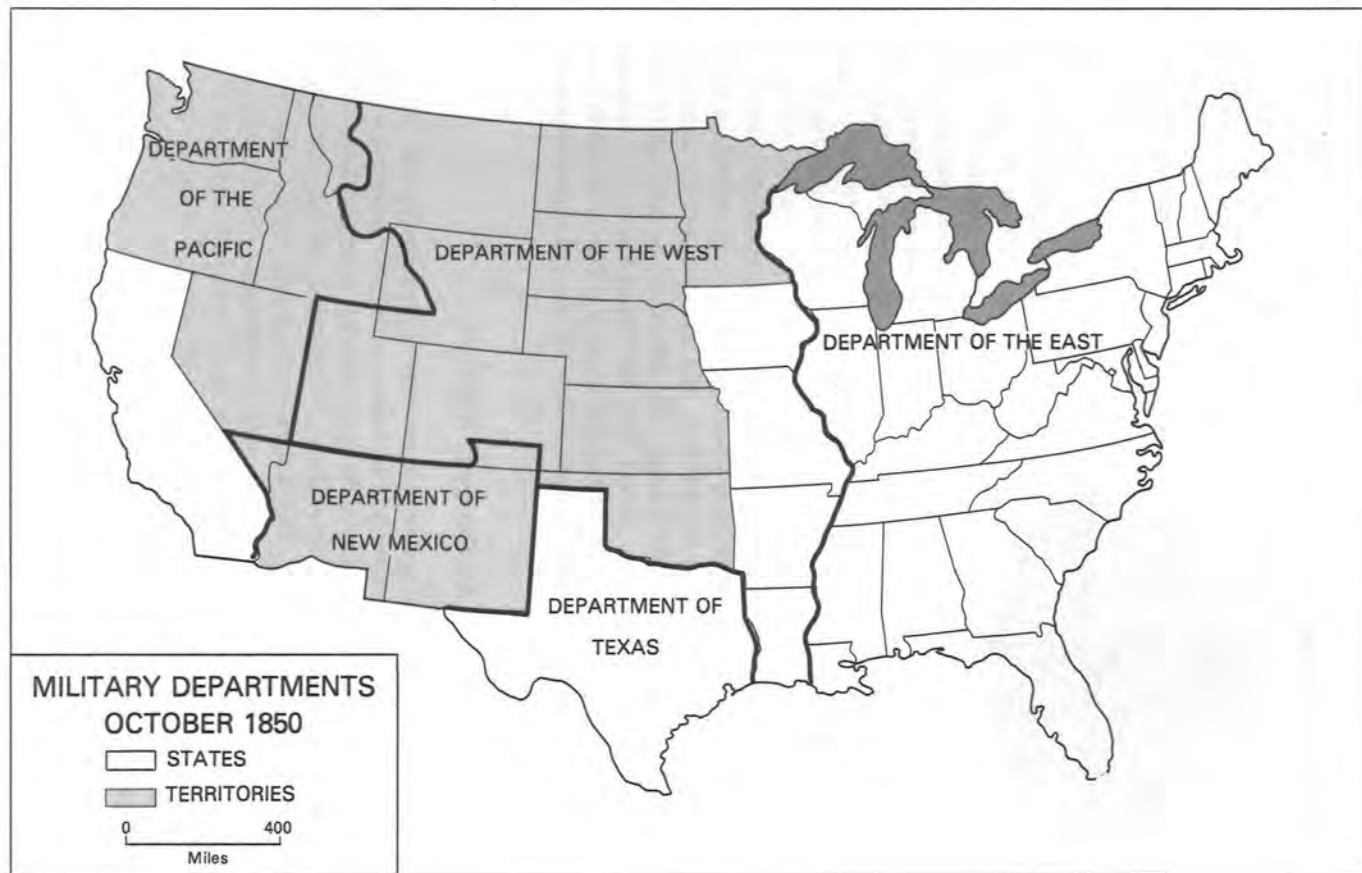 DEPARTMENT
OF THE
PACIFIC
DEPARTMENT OF THE WEST
DEPARTMENT OF THE EAST
DEPARTMENT OF
NEW MEXICO
DEPARTMENT OF
TEXAS
MILITARY DEPARTMENTS
OCTOBER 1850
STATES
TERRITORIES
0 400
Miles